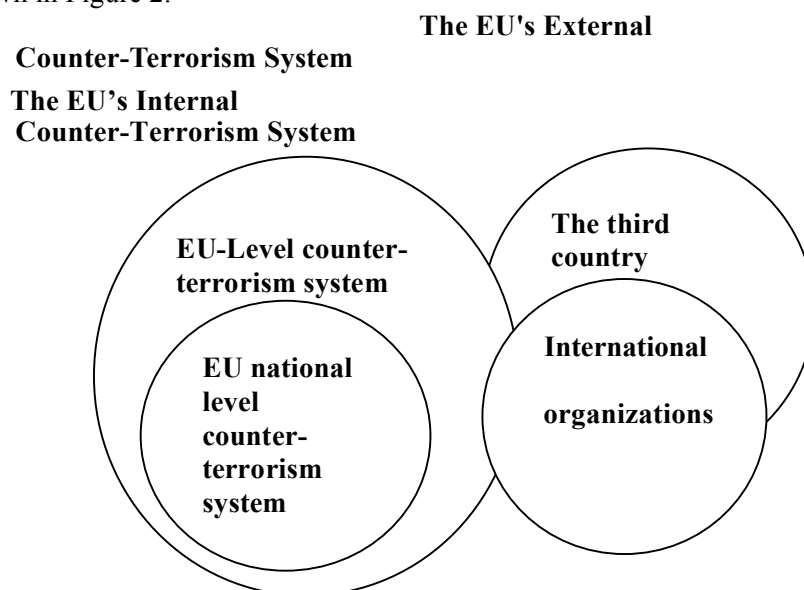 wn in Figure 2.
The EU's External
Counter-Terrorism System
The EU’s Internal
Counter-Terrorism System
EU-Level counter-
terrorism system
EU national
level
counter-
terrorism
system
The third
country
International
organizations